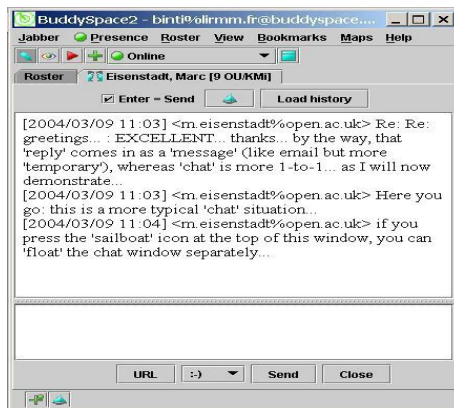 BuddySpace2 - binti%lirmm.fr@buddyspace....
Jabber Presence Roster View Bookmarks Maps Help
Online
Roster Eisenstadt, Marc [9 OU/KMi]
Enter = Send Load history
[2004/03/09 11:03] <m.eisenstadt%open.ac.uk> Re: Re:
greetings... : EXCELLENT... thanks... by the way, that
'reply' comes in as a 'message' (like email but more
'temporary'), whereas 'chat' is more 1-to-1... as I will now
demonstrate...
[2004/03/09 11:03] <m.eisenstadt%open.ac.uk> Here you
go: this is a more typical 'chat' situation...
[2004/03/09 11:04] <m.eisenstadt%open.ac.uk> if you
press the 'sailboat' icon at the top of this window, you can
'float' the chat window separately...
URL :-) Send Close